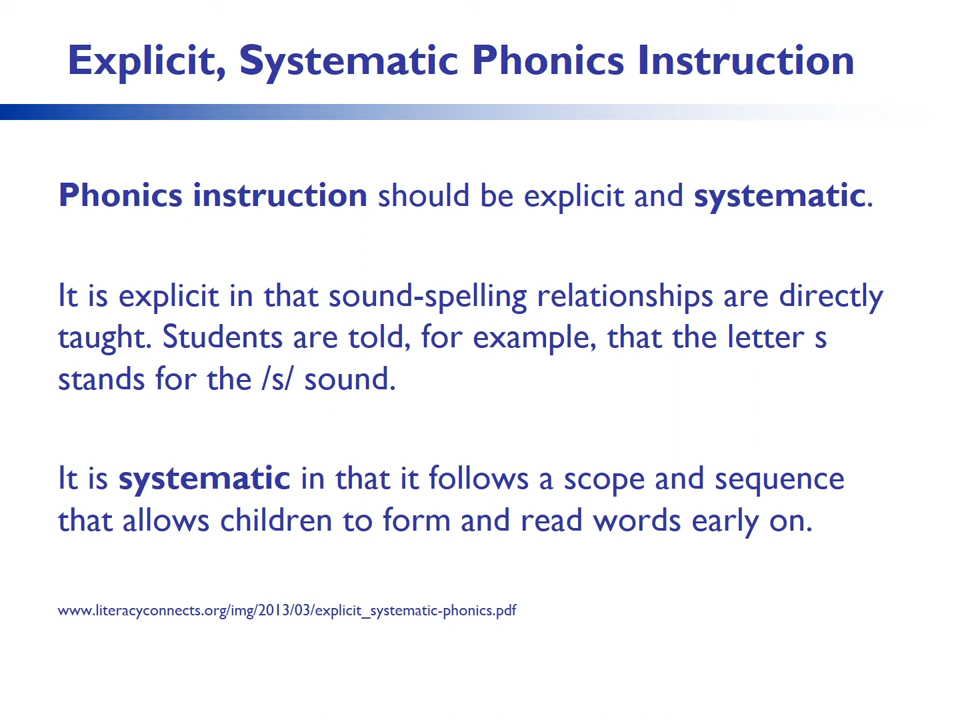 Explicit, Systematic Phonics Instruction
Phonics instruction should be explicit and systematic.
It is explicit in that sound-spelling relationships are directly
taught. Students are told, for example, that the letter s
stands for the /s/ sound.
It is systematic in that it follows a scope and sequence
that allows children to form and read words early on.
www.literacyconnects.org/img/2013/03/explicit_systematic-phonics.pdf